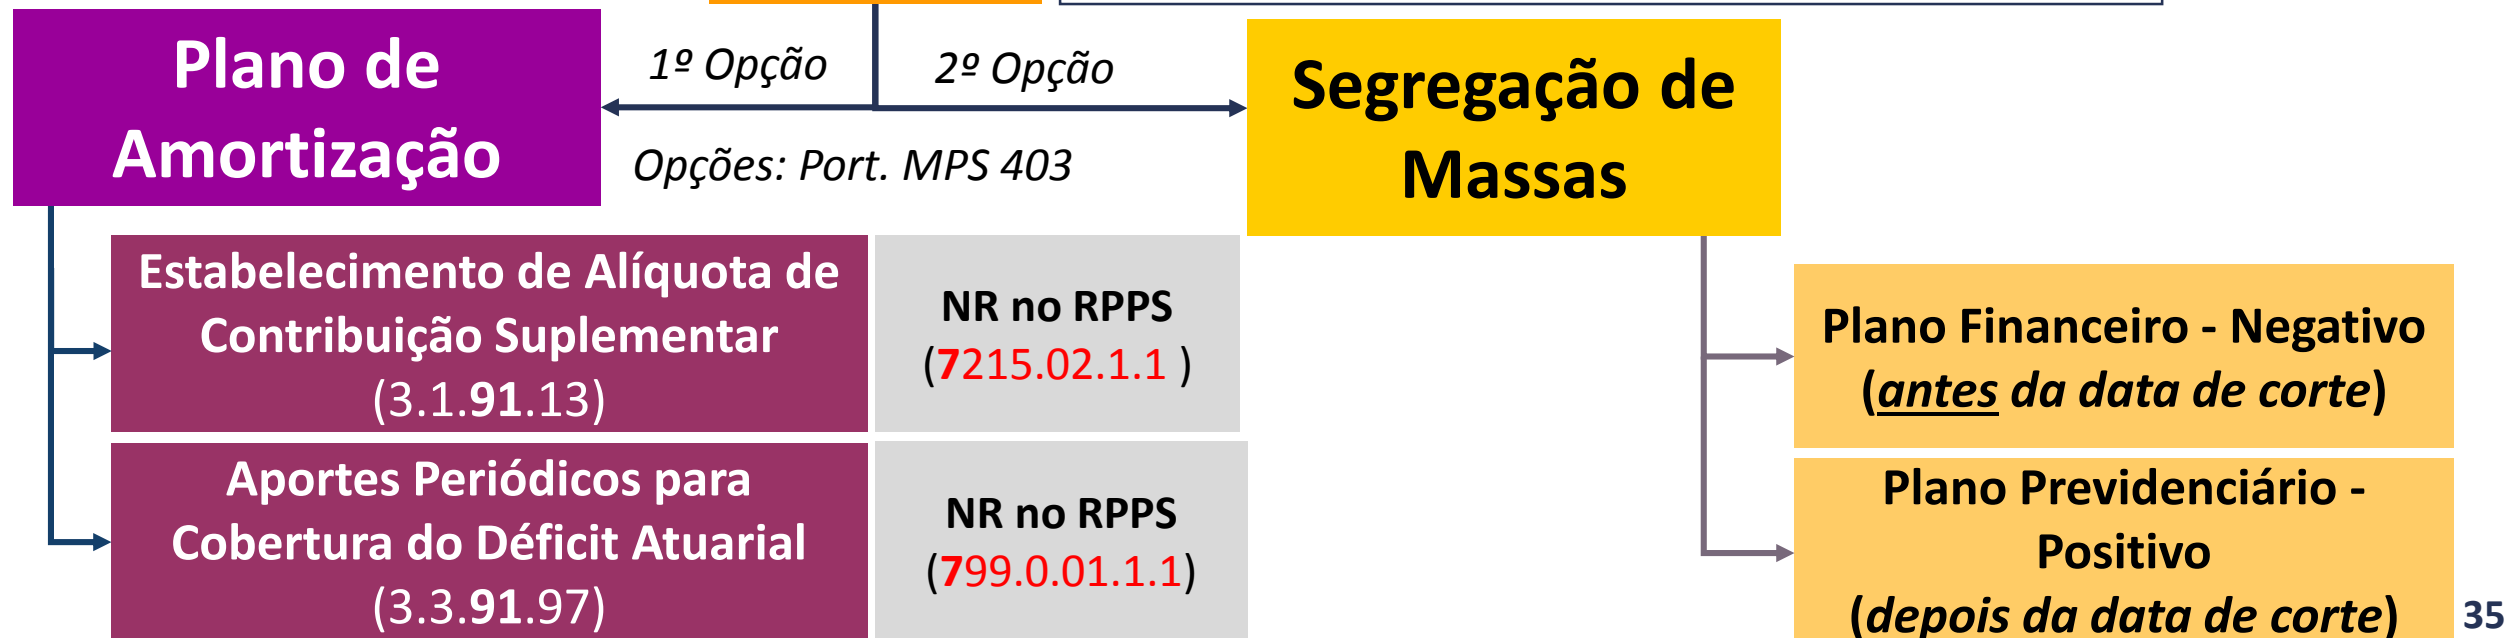 Plano de
Amortização
1º Opção
2º Opção
Opções: Port. MPS 403
Segregação de
Massas
Estabelecimento de Alíquota de
Contribuição Suplementar
(3.1.91.13)
NR no RPPS
(7215.02.1.1 )
Aportes Periódicos para
Cobertura do Déficit Atuarial
(3.3.91.97)
NR no RPPS
(799.0.01.1.1)
Plano Financeiro - Negativo
(antes da data de corte)
Plano Previdenciário -
Positivo
(depois da data de corte)
35